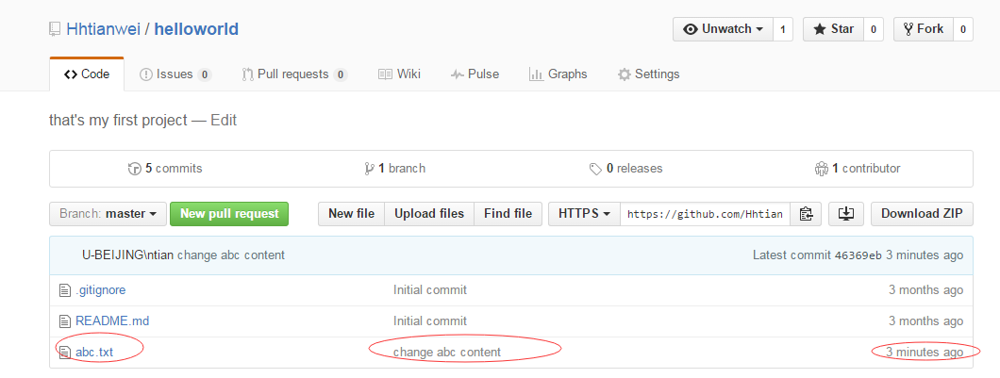 Hhtianwei / helloworld
Unwatch 1 Star 0 Fork 0
Code Issues 0 Pull requests 0 Wiki Pulse Graphs Settings
that's my first project — Edit
5 commits 1 branch 0 releases 1 contributor
Branch: master New pull request New file Upload files Find file HTTPS https://github.com/Hhtian Download ZIP
U-BEIJING\ntian change abc content Latest commit 46369eb 3 minutes ago
.gitignore Initial commit 3 months ago
README.md Initial commit 3 months ago
abc.txt change abc content 3 minutes ago